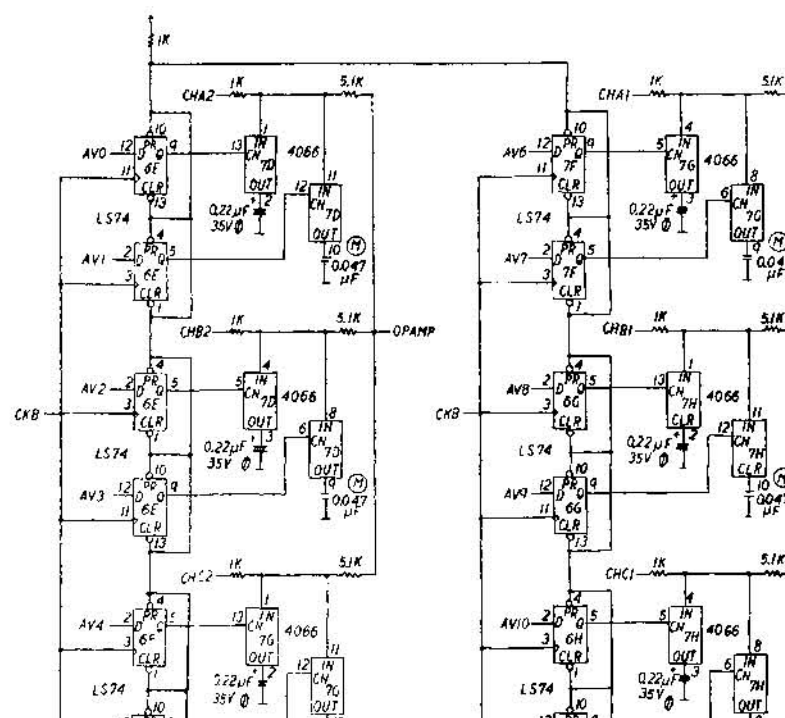 1K
CHA2 1K 5.1K
CHA1 1K 5.1K
10
12 D PR Q 9
AV0
6E
11
CLR
13
LS74
13 CN IN 1
7D
OUT 2
4066
0.22µF
35V
12 CN IN 11
7D
OUT
10
M
0.047
µF
4
AV1 2 D PR Q 5
6E
3
CLR
1
10
AV6 12 D PR Q 9
7F
11
CLR
13
LS74
5 CN IN 4
7G
OUT 3
4066
0.22µF
35V
6 CN IN 8
7G
OUT
9
M
µF
4
AV7 2 D PR Q 5
7F
3
CLR
1
CHB2 1K 5.1K
OPAMP
CHB1 1K 5.1K
4
AV2 2 D PR Q 5
6E
CKB 3
CLR
1
LS74
5 CN IN 4
7D
OUT 3
4066
0.22µF
35V
6 CN IN 8
7D
OUT
9
M
0.047
µF
10
AV3 12 D PR Q 9
6E
11
CLR
13
4
AV8 2 D PR Q 5
6G
CKB 3
CLR
1
LS74
13 CN IN 1
7H
CLR 2
4066
0.22µF
35V
12 CN IN 11
7H
CLR
10
M
µF
10
AV9 12 D PR Q 9
6G
11
CLR
13
CHC2 1K 5.1K
CHC1 1K 5.1K
4
AV4 2 D PR Q 5
6F
3
CLR
1
LS74
10
13 CN IN 1
7G
OUT 2
4066
0.22µF
35V
12 CN IN 11
7G
OUT
4
AV10 2 D PR Q 5
6H
3
CLR
1
LS74
10
5 CN IN 4
7H
OUT 3
4066
0.22µF
35V
6 CN IN 8
7H
OUT